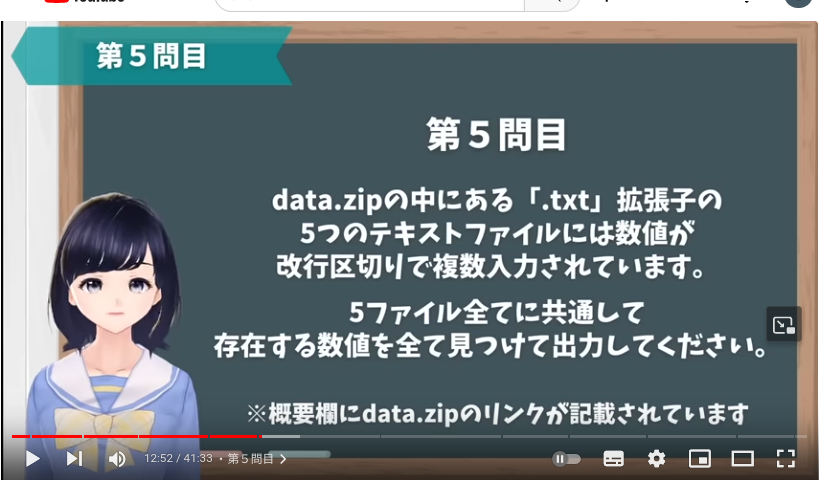 第5問目
第5問目
data.zipの中にある「.txt」拡張子の
5つのテキストファイルには数値が
改行区切りで複数入力されています。
5ファイル全てに共通して
存在する数値を全て見つけて出力してください。
※概要欄にdata.zipのリンクが記載されています
12:52 / 41:33 ・第5問目